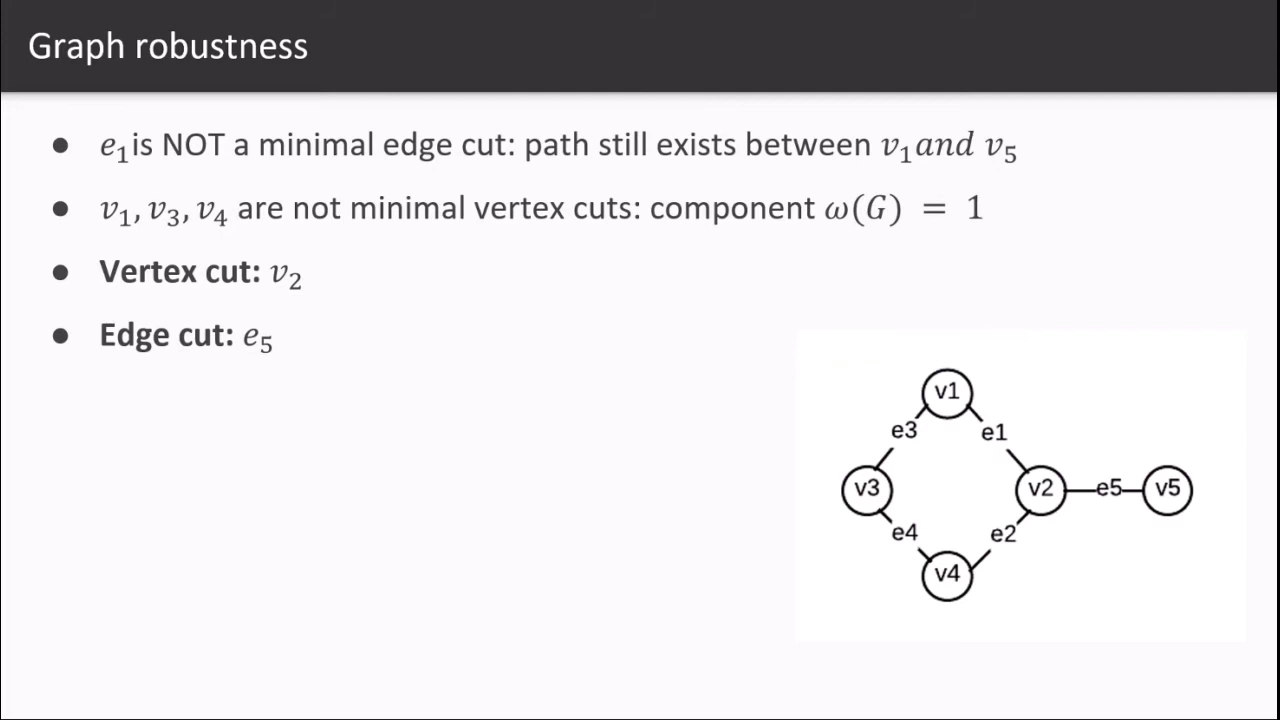 Graph robustness
● e₁ is NOT a minimal edge cut: path still exists between v₁ and v₅
● v₁, v₃, v₄ are not minimal vertex cuts: component ω(G) = 1
● Vertex cut: v₂
● Edge cut: e₅
v1
e3 e1
v3 v2 e5 v5
e4 e2
v4